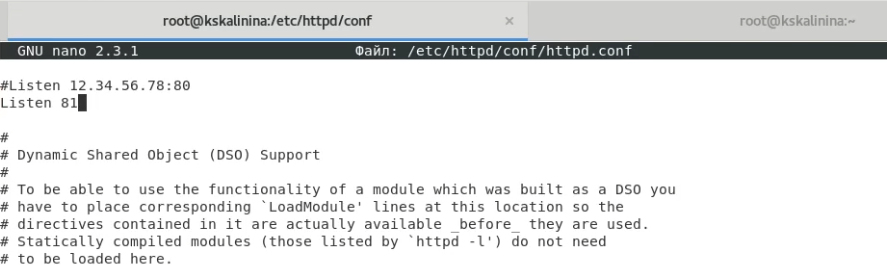 root@kskalinina:/etc/httpd/conf × root@kskalinina:~
GNU nano 2.3.1 Файл: /etc/httpd/conf/httpd.conf
#Listen 12.34.56.78:80
Listen 81
#
# Dynamic Shared Object (DSO) Support
#
# To be able to use the functionality of a module which was built as a DSO you
# have to place corresponding `LoadModule' lines at this location so the
# directives contained in it are actually available _before_ they are used.
# Statically compiled modules (those listed by `httpd -l') do not need
# to be loaded here.